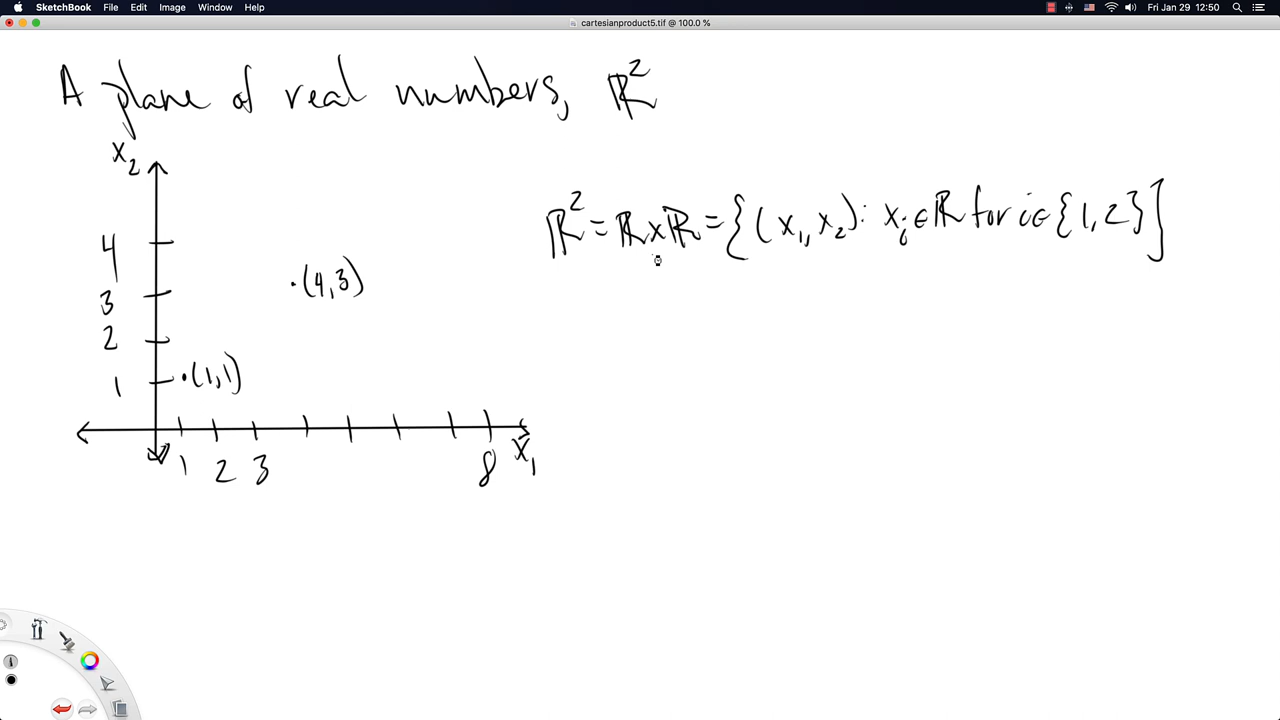 SketchBook File Edit Image Window Help Fri Jan 29 12:50
cartesianproduct5.tif @ 100.0 %
A plane of real numbers, ℝ²
x₂
ℝ² = ℝ×ℝ = {(x₁, x₂): xᵢ ∈ ℝ for i ∈ {1, 2}]
4
·(4,3)
3
2
1 ·(1,1)
1 2 3 8 x₁